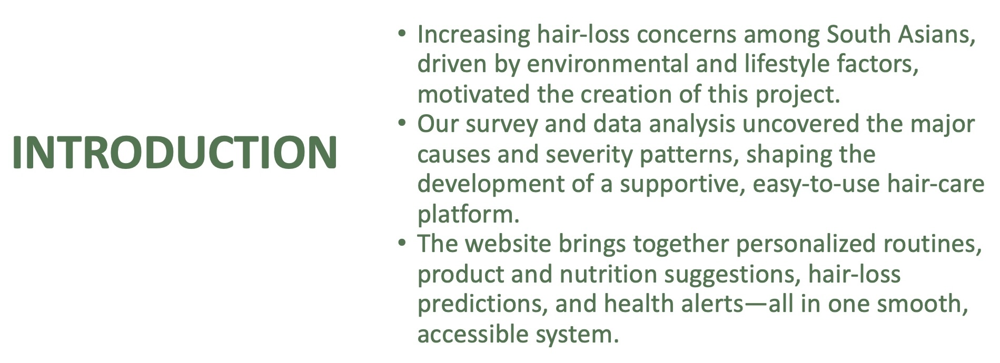 INTRODUCTION
• Increasing hair-loss concerns among South Asians,
driven by environmental and lifestyle factors,
motivated the creation of this project.
• Our survey and data analysis uncovered the major
causes and severity patterns, shaping the
development of a supportive, easy-to-use hair-care
platform.
• The website brings together personalized routines,
product and nutrition suggestions, hair-loss
predictions, and health alerts—all in one smooth,
accessible system.